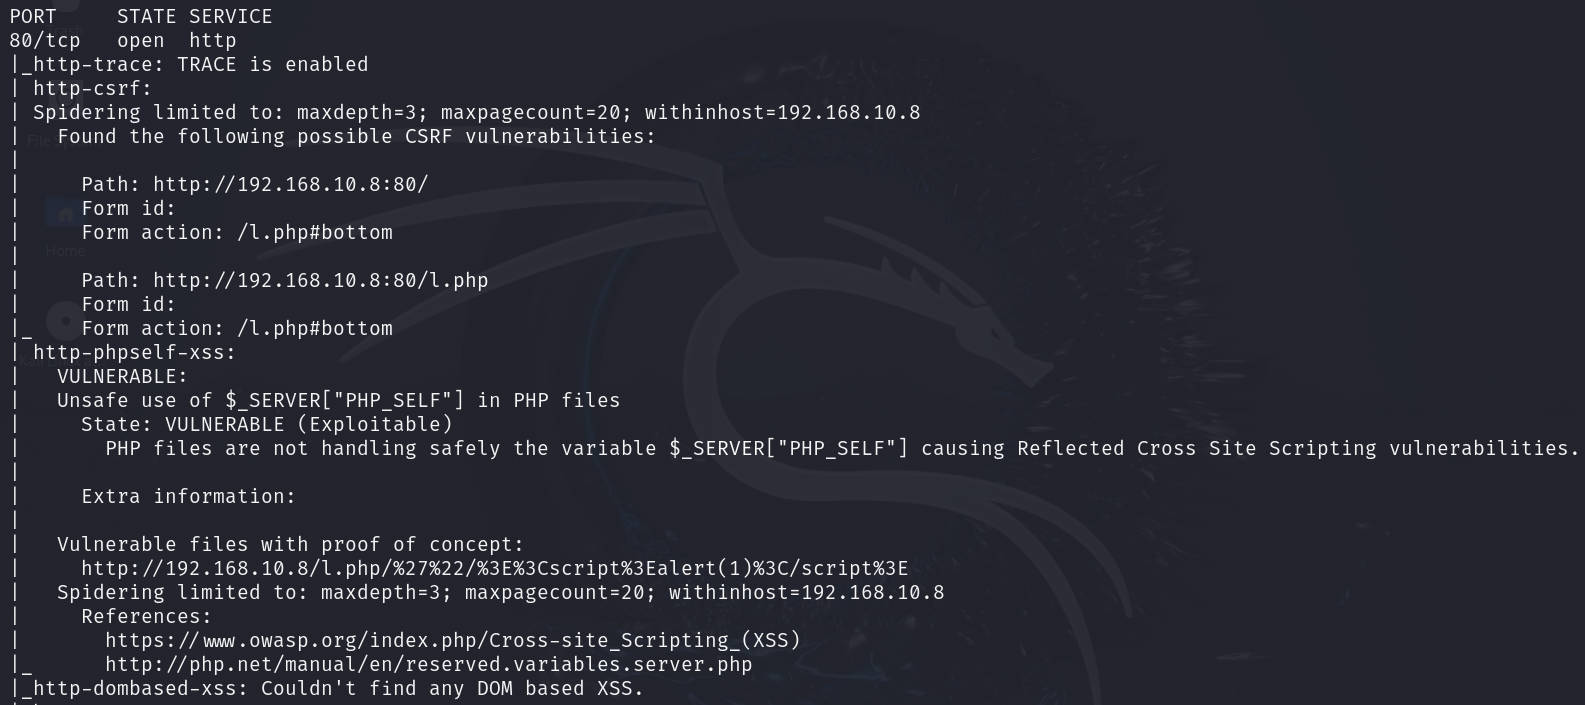 PORT     STATE SERVICE
80/tcp   open  http
|_http-trace: TRACE is enabled
| http-csrf:
| Spidering limited to: maxdepth=3; maxpagecount=20; withinhost=192.168.10.8
|   Found the following possible CSRF vulnerabilities:
|
|     Path: http://192.168.10.8:80/
|     Form id:
|     Form action: /l.php#bottom
|
|     Path: http://192.168.10.8:80/l.php
|     Form id:
|_    Form action: /l.php#bottom
| http-phpself-xss:
|   VULNERABLE:
|   Unsafe use of $_SERVER["PHP_SELF"] in PHP files
|     State: VULNERABLE (Exploitable)
|       PHP files are not handling safely the variable $_SERVER["PHP_SELF"] causing Reflected Cross Site Scripting vulnerabilities.
|
|     Extra information:
|
|   Vulnerable files with proof of concept:
|     http://192.168.10.8/l.php/%27%22/%3E%3Cscript%3Ealert(1)%3C/script%3E
|   Spidering limited to: maxdepth=3; maxpagecount=20; withinhost=192.168.10.8
|     References:
|       https://www.owasp.org/index.php/Cross-site_Scripting_(XSS)
|_      http://php.net/manual/en/reserved.variables.server.php
|_http-dombased-xss: Couldn't find any DOM based XSS.
Home